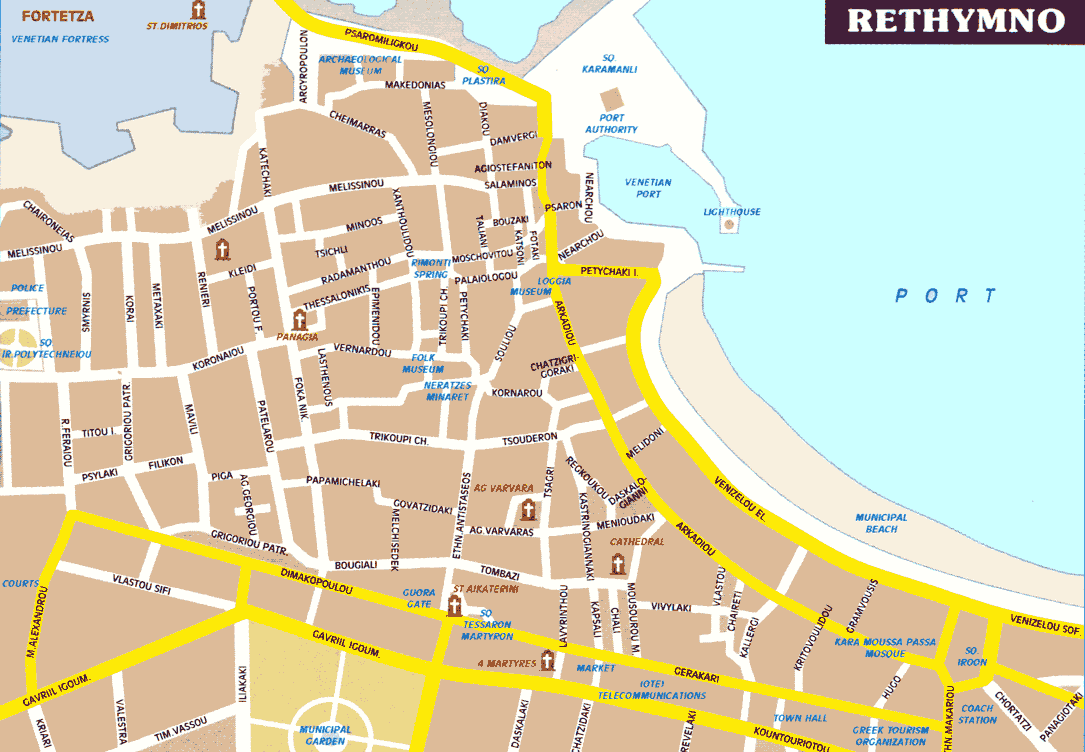 FORTETZA
VENETIAN FORTRESS
ST DIMITRIOS
RETHYMNO
PSAROMILIGKOU
ARGYROPOULON
ARCHAEOLOGICAL
MUSEUM
MAKEDONIAS
SQ
PLASTIRA
SQ
KARAMANLI
PORT
AUTHORITY
CHEIMARRAS
MESOLONGIOU
DIAKOU
DAMVERGI
AGIOSTEFANITON
SALAMINOS
KATECHAKI
MELISSINOU
XANTHOULIDOU
NEARCHOU
VENETIAN
PORT
LIGHTHOUSE
PSARON
CHAIRONEIAS
MELISSINOU
MELISSINOU
MINOOS
TALIANI
BOUZAKI
KATSONI
FOTAKI
NEARCHOU
TSICHLI
RADAMANTHOU
RIMONTI
SPRING
MOSCHOVITOU
PALAIOLOGOU
LOGGIA
MUSEUM
PETYCHAKI I.
KLEIDI
THESSALONIKIS
EPIMENIDOU
TRIKOUPI CH.
PETYCHAKI
PORT
POLICE
PREFECTURE
SQ
IR.POLYTECHNEIOU
SMYRNIS
KORAI
METAXAKI
RENIERI
PORTOU F.
PANAGIA
ARKADIOU
SOULIOU
KORONAIOU
VERNARDOU
LASTHENOUS
FOLK
MUSEUM
NERATZES
MINARET
CHATZIGRI-
GORAKI
KORNAROU
FOKA NIK.
R.FERAIOU
GRIGORIOU PATR.
MAVILI
PATELAROU
TITOU I.
TRIKOUPI CH.
TSOUDERON
MELIDONI
PSYLAKI
FILIKON
PIGA
AG GEORGIOU
PAPAMICHELAKI
GOVATZIDAKI
MELCHISEDEK
ETHN.ANTISTASEOS
AG VARVARA
AG.VARVARAS
TSAGRI
REGKOUKOU
DASKALO-
GIANNI
KASTRINOGIANNAKI
MENIOUDAKI
CATHEDRAL
ARKADIOU
VENIZELOU EL.
MUNICIPAL
BEACH
GRIGORIOU PATR.
BOUGIALI
TOMBAZI
COURTS
M.ALEXANDROU
VLASTOU SIFI
DIMAKOPOULOU
GUORA
GATE
ST AIKATERINI
SQ
TESSARON
MARTYRON
LAVYRINTHOU
KAPSALI
CHALI
MOUSOUROU M.
VIVYLAKI
VLASTOU
CHAIRETI
KALLERGI
KRITOVOULIDOU
GRAMVOUSIS
VENIZELOU SOF.
KARA MOUSSA PASSA
MOSQUE
SQ
IROON
GAVRIIL IGOUM.
4 MARTYRES
MARKET
GERAKARI
(OTE)
TELECOMMUNICATIONS
GAVRIIL IGOUM.
KRIARI
VALESTRA
TIM VASSOU
ILIAKAKI
MUNICIPAL
GARDEN
DASKALAKI
CHATZIDAKI
PREVELAKI
TOWN HALL
KOUNTOURIOTOU
HUGO
GREEK TOURISM
ORGANIZATION
COACH
STATION
CHORTATZI
PANAGIOTAKI